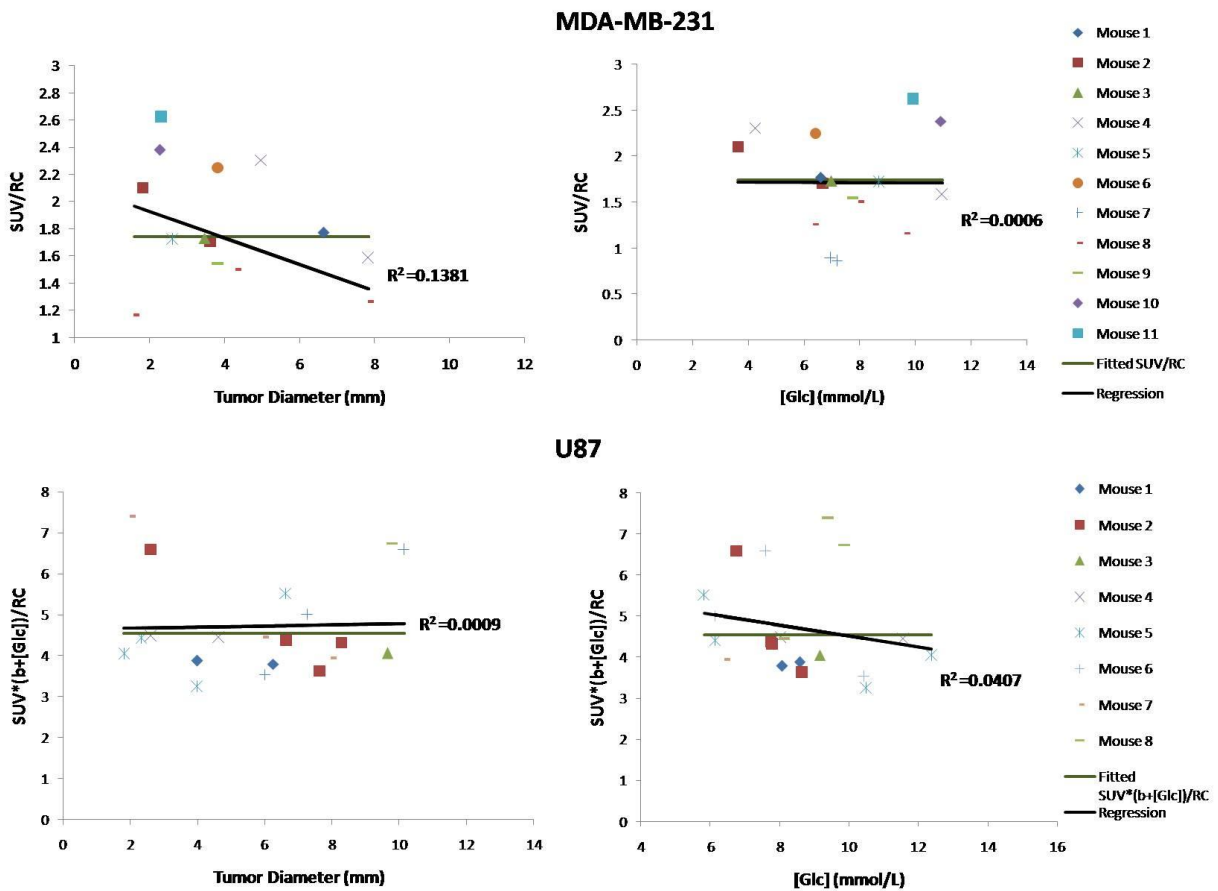 MDA-MB-231
SUV/RC
3
2.8
2.6
2.4
2.2
2
1.8
1.6
1.4
1.2
1
0
2
4
6
8
10
12
Tumor Diameter (mm)
R²=0.1381
SUV/RC
3
2.5
2
1.5
1
0.5
0
0
2
4
6
8
10
12
14
[Glc] (mmol/L)
R²=0.0006
Mouse 1
Mouse 2
Mouse 3
Mouse 4
Mouse 5
Mouse 6
Mouse 7
Mouse 8
Mouse 9
Mouse 10
Mouse 11
Fitted SUV/RC
Regression
U87
SUV*(b+[Glc])/RC
8
7
6
5
4
3
2
1
0
0
2
4
6
8
10
12
14
Tumor Diameter (mm)
R²=0.0009
SUV*(b+[Glc])/RC
8
7
6
5
4
3
2
1
0
4
6
8
10
12
14
16
[Glc] (mmol/L)
R²=0.0407
Mouse 1
Mouse 2
Mouse 3
Mouse 4
Mouse 5
Mouse 6
Mouse 7
Mouse 8
Fitted
SUV*(b+[Glc])/RC
Regression